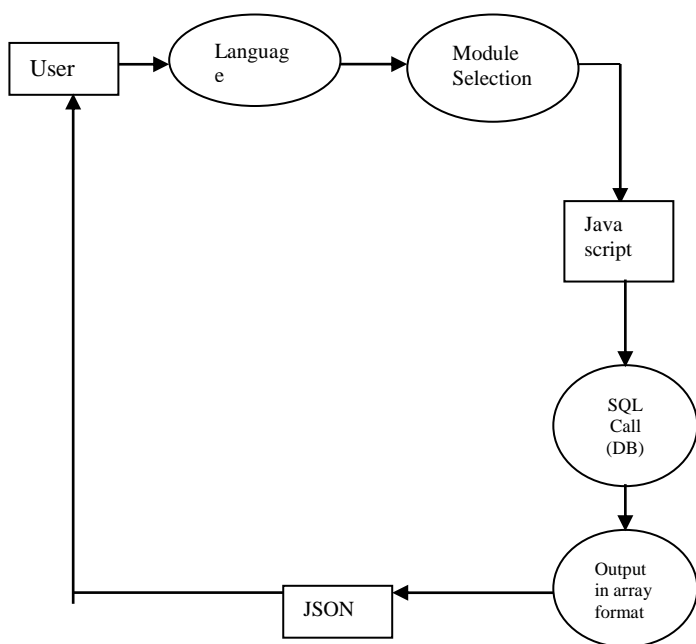 User
Languag
e
Module
Selection
Java
script
SQL
Call
(DB)
Output
in array
format
JSON